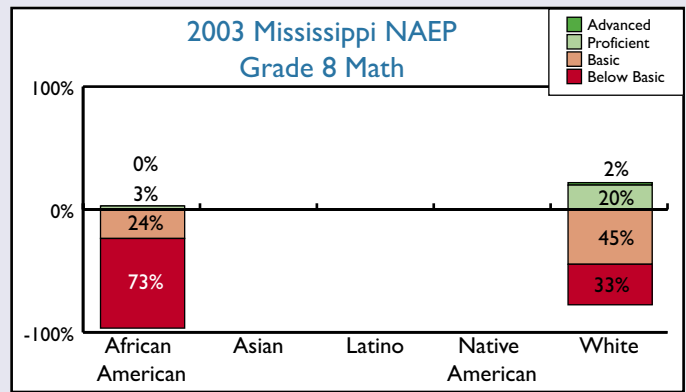 2003 Mississippi NAEP
Grade 8 Math
Advanced
Proficient
Basic
Below Basic
100%
0%
-100%
0%
3%
24%
73%
2%
20%
45%
33%
African
American
Asian
Latino
Native
American
White